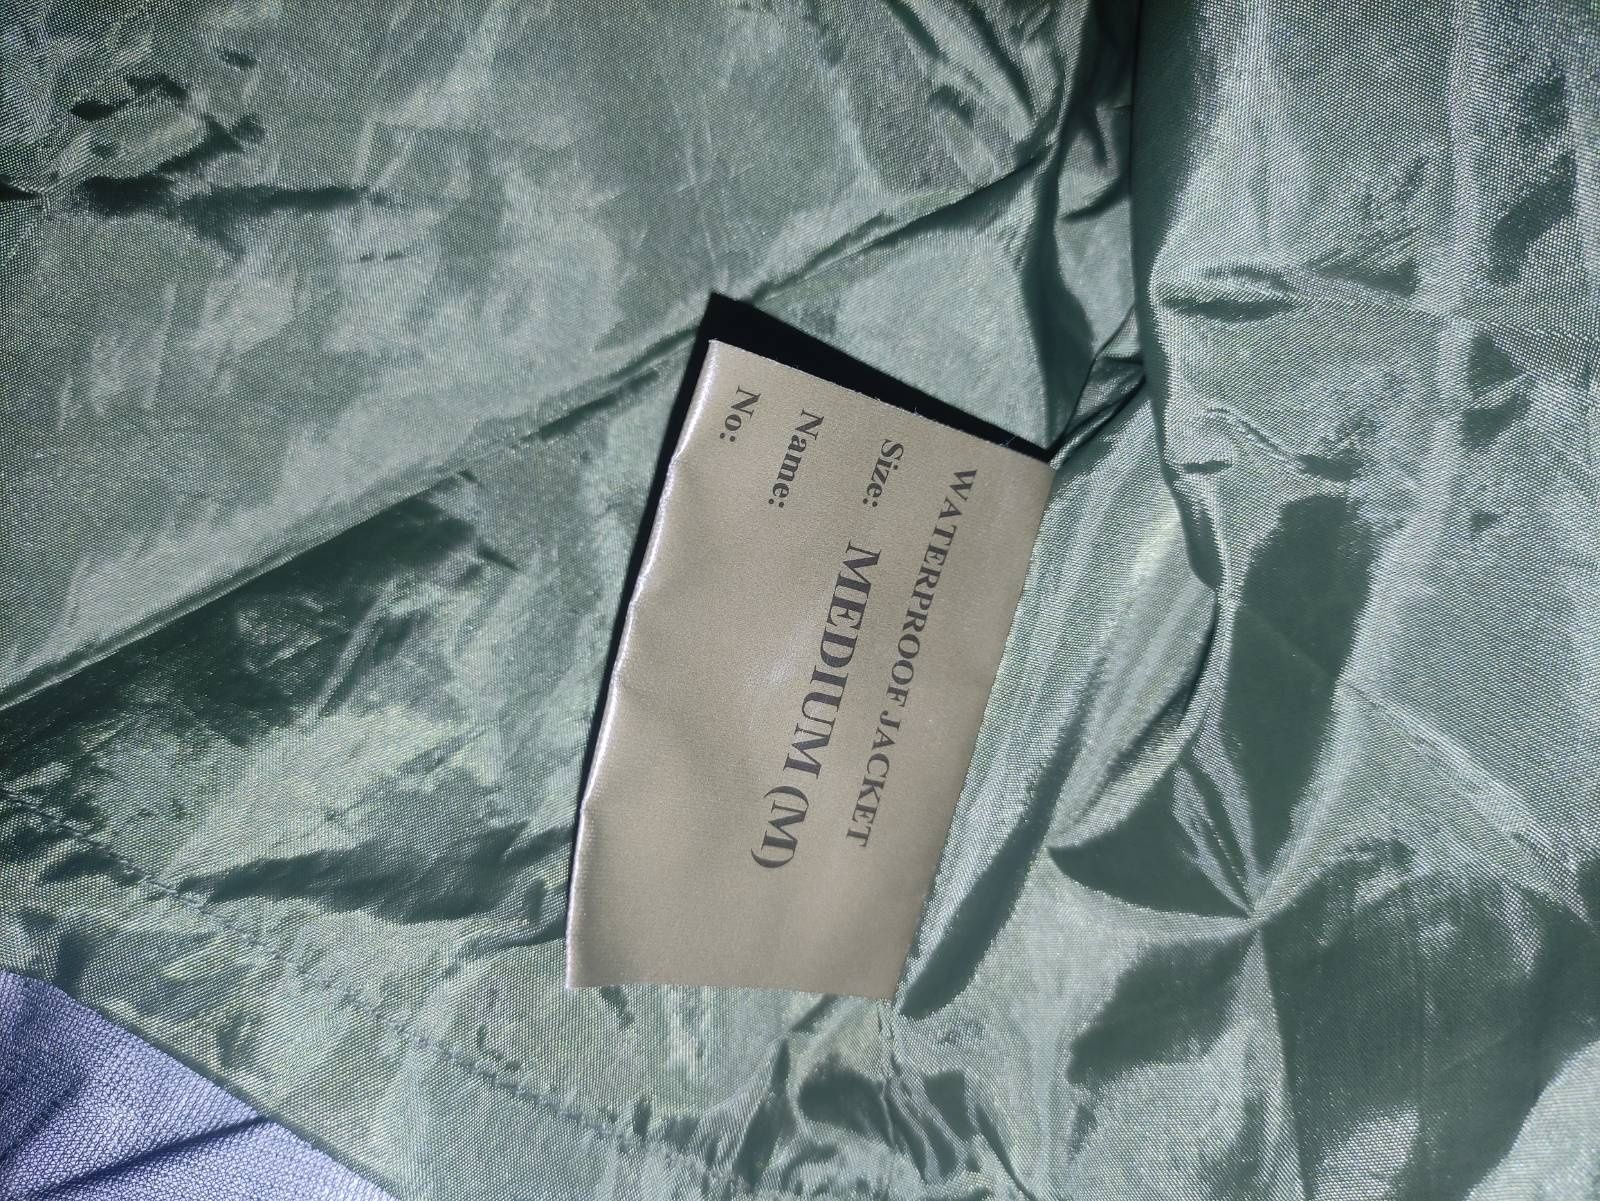 WATERPROOF JACKET
Size: MEDIUM (M)
Name:
No: